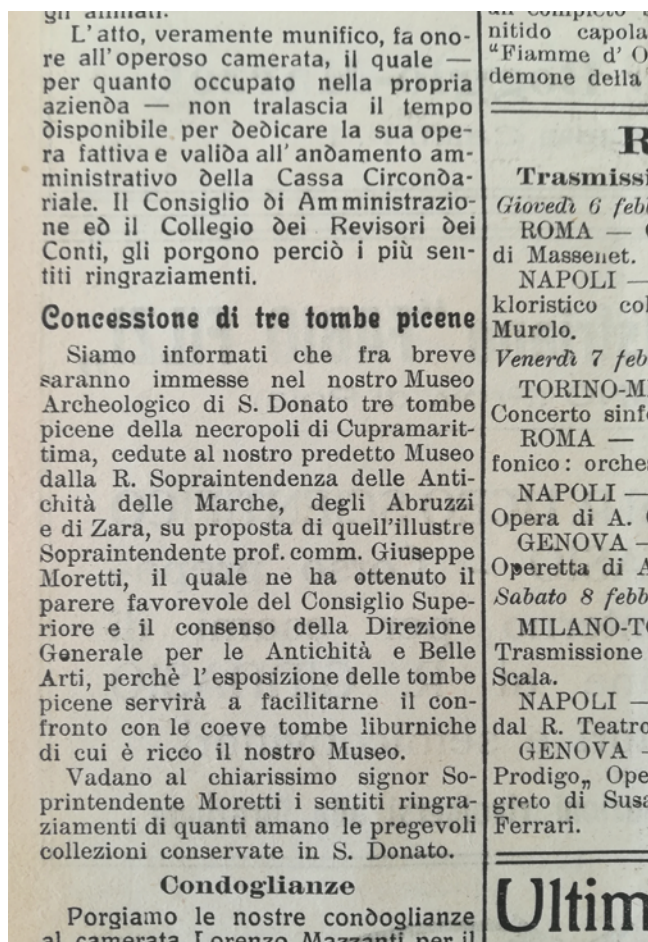 L'atto, veramente munifico, fa ono-
re all'operoso camerata, il quale —
per quanto occupato nella propria
azienda — non tralascia il tempo
disponibile per dedicare la sua ope-
ra fattiva e valida all'andamento am-
ministrativo della Cassa Circonda-
riale. Il Consiglio di Amministrazio-
ne ed il Collegio dei Revisori dei
Conti, gli porgono perciò i più sen-
titi ringraziamenti.
Concessione di tre tombe picene
Siamo informati che fra breve
saranno immesse nel nostro Museo
Archeologico di S. Donato tre tombe
picene della necropoli di Cupramarit-
tima, cedute al nostro predetto Museo
dalla R. Sopraintendenza delle Anti-
chità delle Marche, degli Abruzzi
e di Zara, su proposta di quell'illustre
Sopraintendente prof. comm. Giuseppe
Moretti, il quale ne ha ottenuto il
parere favorevole del Consiglio Supe-
riore e il consenso della Direzione
Generale per le Antichità e Belle
Arti, perchè l'esposizione delle tombe
picene servirà a facilitarne il con-
fronto con le coeve tombe liburniche
di cui è ricco il nostro Museo.
Vadano al chiarissimo signor So-
printendente Moretti i sentiti ringra-
ziamenti di quanti amano le pregevoli
collezioni conservate in S. Donato.
Condoglianze
Porgiamo le nostre condoglianze
al camerata Lorenzo Mazzanti per il
nitido capola
"Fiamme d' O
demone della
R
Trasmissi
Giovedì 6 feb
ROMA —
di Massenet.
NAPOLI —
kloristico col
Murolo.
Venerdì 7 feb
TORINO-MI
Concerto sinf
ROMA —
fonico: orches
NAPOLI —
Opera di A.
GENOVA —
Operetta di A
Sabato 8 febb
MILANO-TO
Trasmissione
Scala.
NAPOLI —
dal R. Teatro
GENOVA —
Prodigo„ Ope
greto di Susa
Ferrari.
Ultim